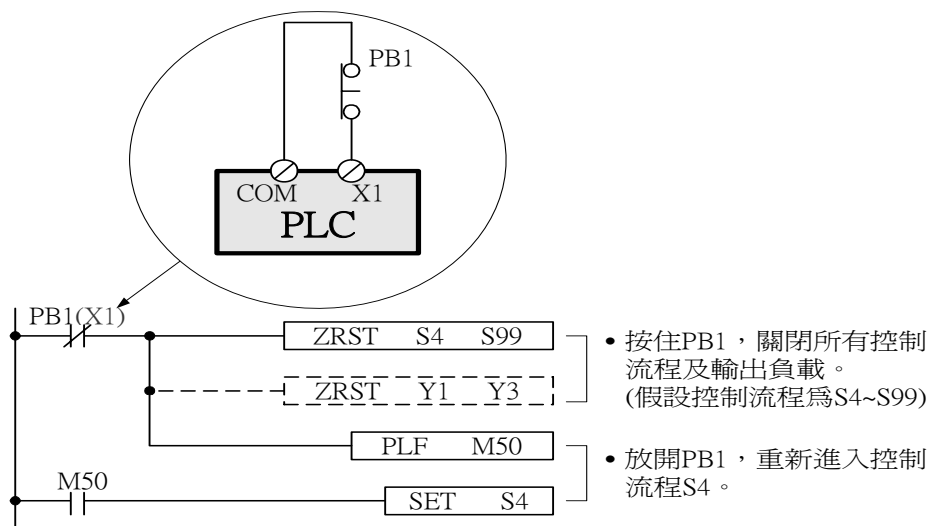 PB1
COM X1
PLC
PB1(X1)
ZRST S4 S99
ZRST Y1 Y3
PLF M50
M50
SET S4
•按住PB1,關閉所有控制
流程及輸出負載。
(假設控制流程爲S4~S99)
•放開PB1,重新進入控制
流程S4。